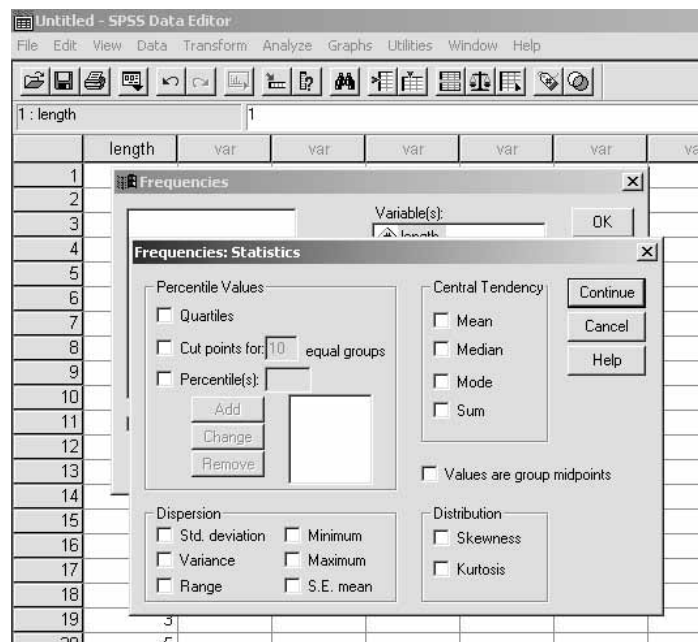 Untitled - SPSS Data Editor
File Edit View Data Transform Analyze Graphs Utilities Window Help
1 : length 1
length var var var var var va
1
2
3
4
5
6
7
8
9
10
11
12
13
14
15
16
17
18
19 3
20 5
Frequencies
Variable(s):
length
OK
Frequencies: Statistics
Percentile Values
Quartiles
Cut points for: 10 equal groups
Percentile(s):
Add
Change
Remove
Central Tendency
Mean
Median
Mode
Sum
Continue
Cancel
Help
Values are group midpoints
Dispersion
Std. deviation Minimum
Variance Maximum
Range S.E. mean
Distribution
Skewness
Kurtosis